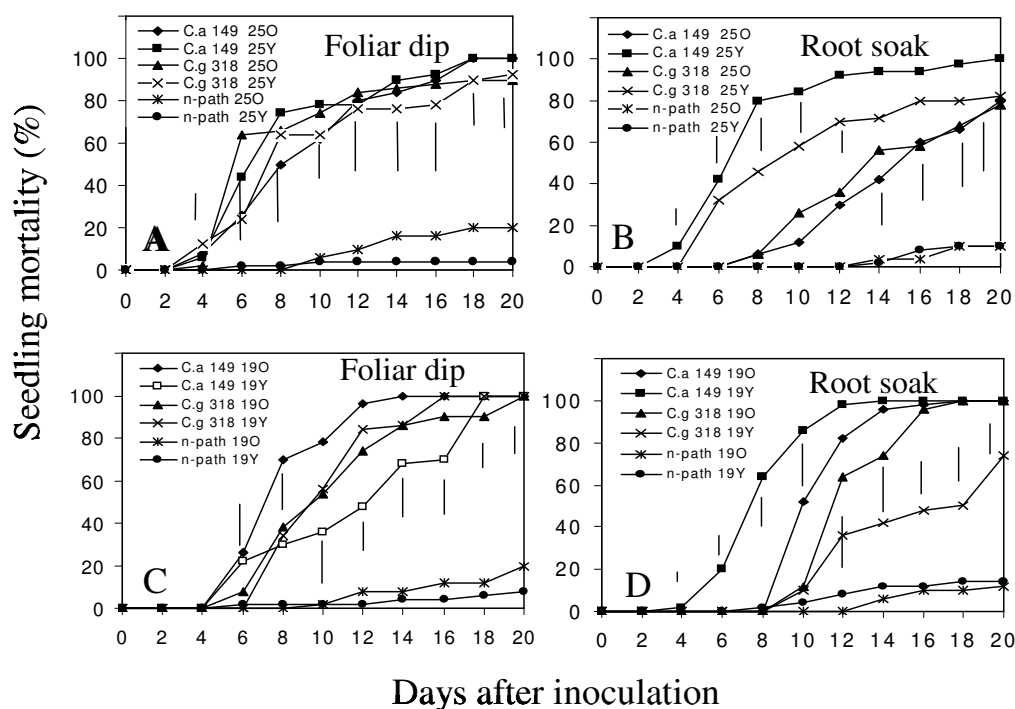 Seedling mortality (%)
A
Foliar dip
C.a 149 25O
C.a 149 25Y
C.g 318 25O
C.g 318 25Y
n-path 25O
n-path 25Y
100
80
60
40
20
0
0 2 4 6 8 10 12 14 16 18 20
B
Root soak
C.a 149 25O
C.a 149 25Y
C.g 318 25O
C.g 318 25Y
n-path 25O
n-path 25Y
100
80
60
40
20
0
0 2 4 6 8 10 12 14 16 18 20
C
Foliar dip
C.a 149 19O
C.a 149 19Y
C.g 318 19O
C.g 318 19Y
n-path 19O
n-path 19Y
100
80
60
40
20
0
0 2 4 6 8 10 12 14 16 18 20
D
Root soak
C.a 149 19O
C.a 149 19Y
C.g 318 19O
C.g 318 19Y
n-path 19O
n-path 19Y
100
80
60
40
20
0
0 2 4 6 8 10 12 14 16 18 20
Days after inoculation